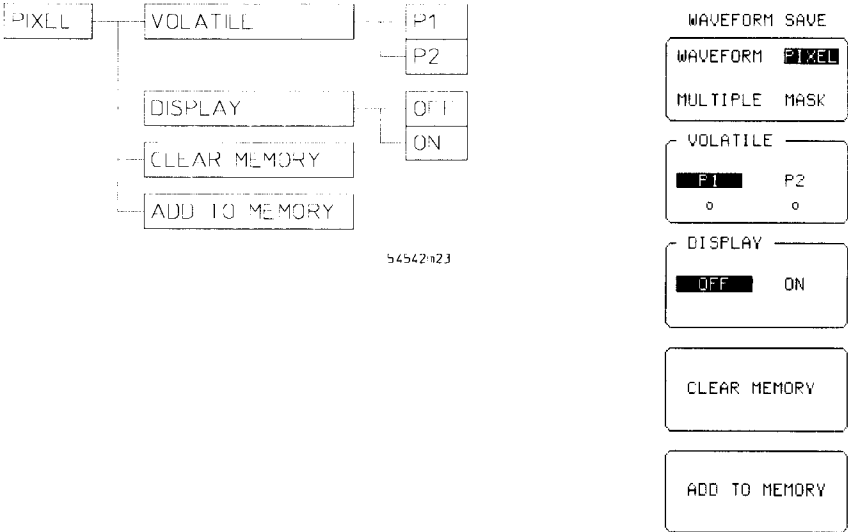 PIXEL
VOLATILE
P1
P2
DISPLAY
OFF
ON
CLEAR MEMORY
ADD TO MEMORY
54542m23
WAVEFORM SAVE
WAVEFORM PIXEL
MULTIPLE MASK
VOLATILE
P1 P2
o o
DISPLAY
OFF ON
CLEAR MEMORY
ADD TO MEMORY